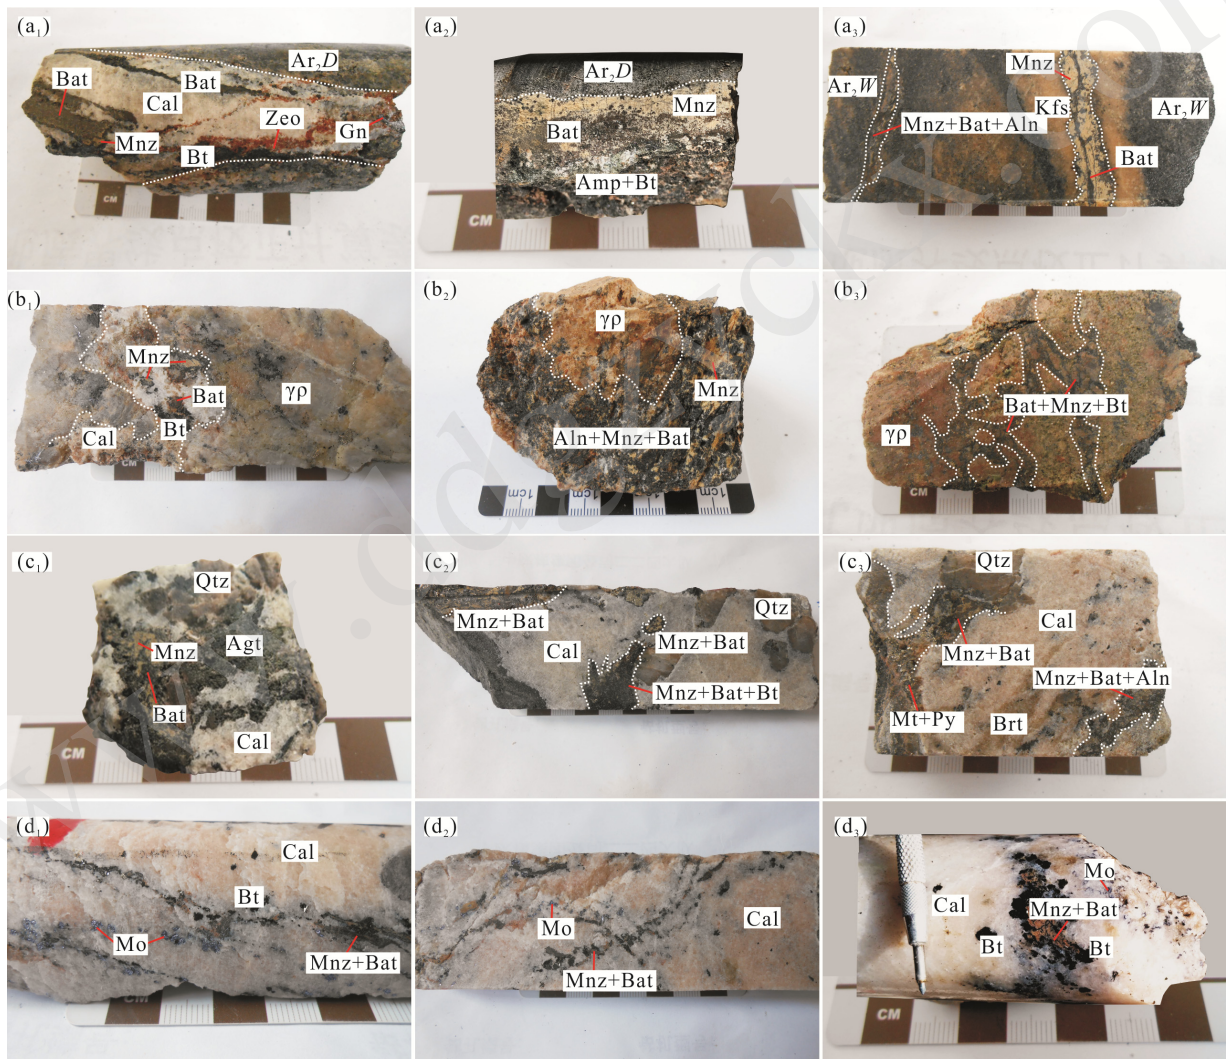 (a₁)
Ar₂D
Bat
Bat
Cal
Zeo
Gn
Mnz
Bt
CM
(a₂)
Ar₂D
Mnz
Bat
Amp+Bt
CM
(a₃)
Mnz
Ar₂W
Kfs
Ar₂W
Mnz+Bat+Aln
Bat
CM
(b₁)
Mnz
Bat
γρ
Cal
Bt
CM
(b₂)
γρ
Mnz
Aln+Mnz+Bat
1cm
1cm
1cm
(b₃)
Bat+Mnz+Bt
γρ
CM
(c₁)
Qtz
Agt
Mnz
Bat
Cal
CM
(c₂)
Qtz
Mnz+Bat
Cal
Mnz+Bat
Mnz+Bat+Bt
(c₃)
Qtz
Cal
Mnz+Bat
Mnz+Bat+Aln
Mt+Py
Brt
(d₁)
Cal
Bt
Mo
Mnz+Bat
CM
(d₂)
Mo
Cal
Mnz+Bat
(d₃)
Mo
Cal
Mnz+Bat
Bt
Bt
CM